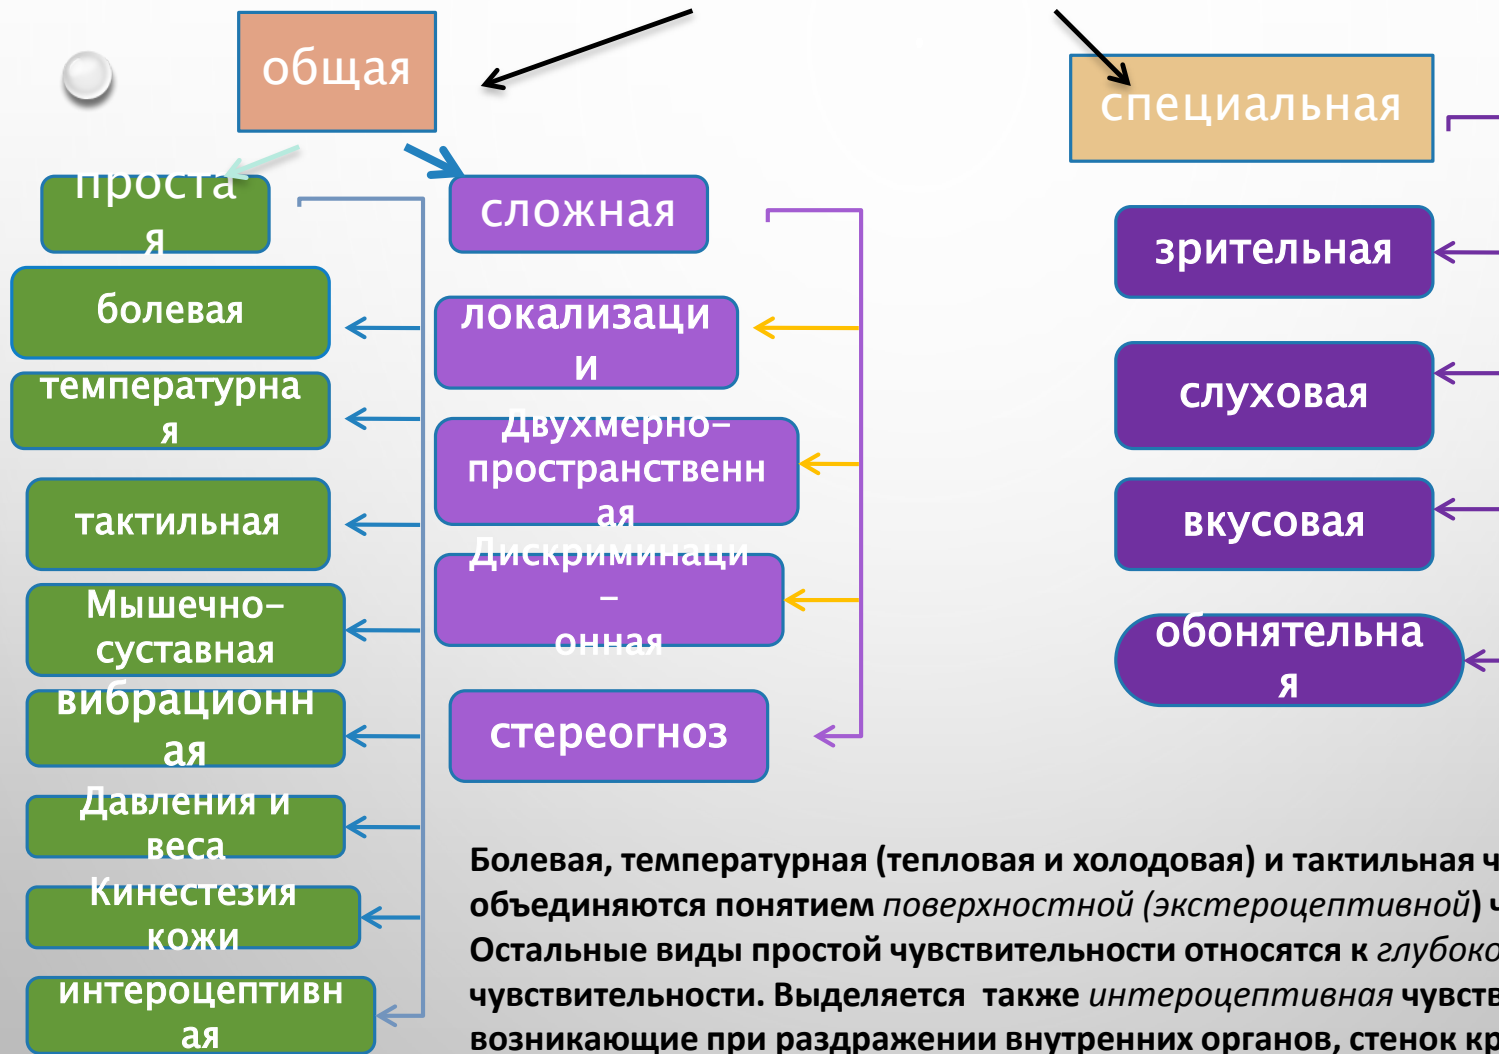 общая
специальная
проста
я
сложная
болевая
температурна
я
тактильная
Мышечно-
суставная
вибрационн
ая
Давления и
веса
Кинестезия
кожи
интероцептивн
ая
локализаци
и
Двухмерно-
пространственн
ая
Дискриминаци
-
онная
стереогноз
зрительная
слуховая
вкусовая
обонятельна
я
Болевая, температурная (тепловая и холодовая) и тактильная ч
объединяются понятием поверхностной (экстероцептивной) ч
Остальные виды простой чувствительности относятся к глубоко
чувствительности. Выделяется также интероцептивная чувств
возникающие при раздражении внутренних органов, стенок кр